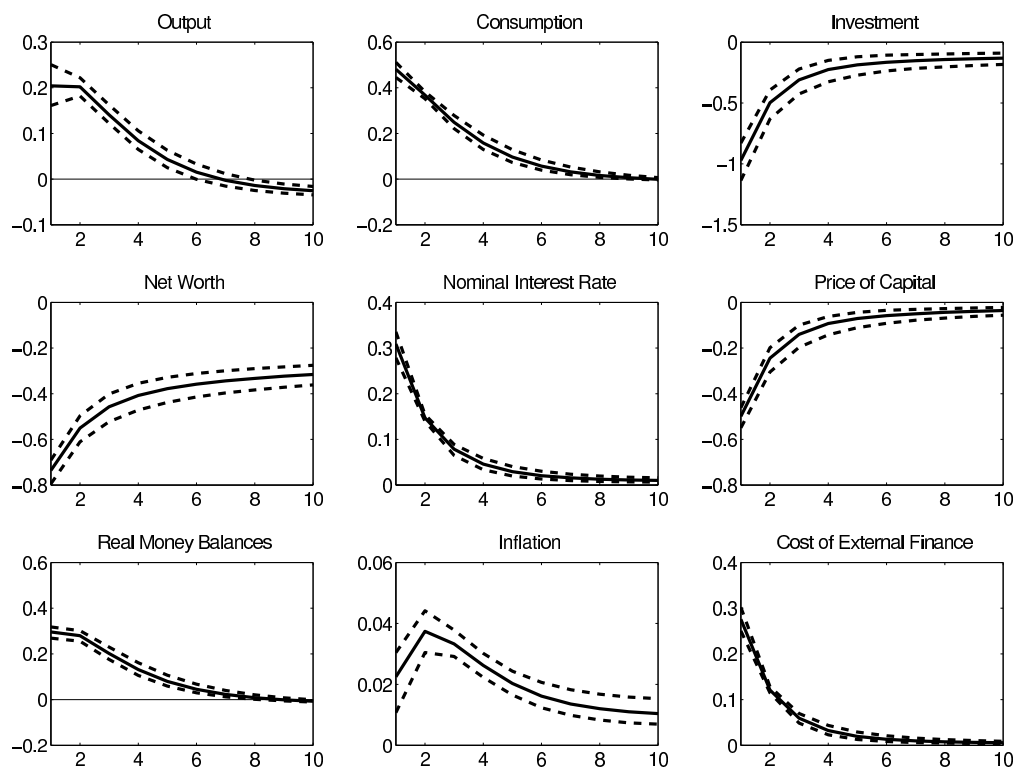 Output
0.3
0.2
0.1
0
−0.1
2 4 6 8 10
Consumption
0.6
0.4
0.2
0
−0.2
2 4 6 8 10
Investment
0
−0.5
−1
−1.5
2 4 6 8 10
Net Worth
0
−0.2
−0.4
−0.6
−0.8
2 4 6 8 10
Nominal Interest Rate
0.4
0.3
0.2
0.1
0
2 4 6 8 10
Price of Capital
0
−0.2
−0.4
−0.6
−0.8
2 4 6 8 10
Real Money Balances
0.6
0.4
0.2
0
−0.2
2 4 6 8 10
Inflation
0.06
0.04
0.02
0
2 4 6 8 10
Cost of External Finance
0.4
0.3
0.2
0.1
0
2 4 6 8 10